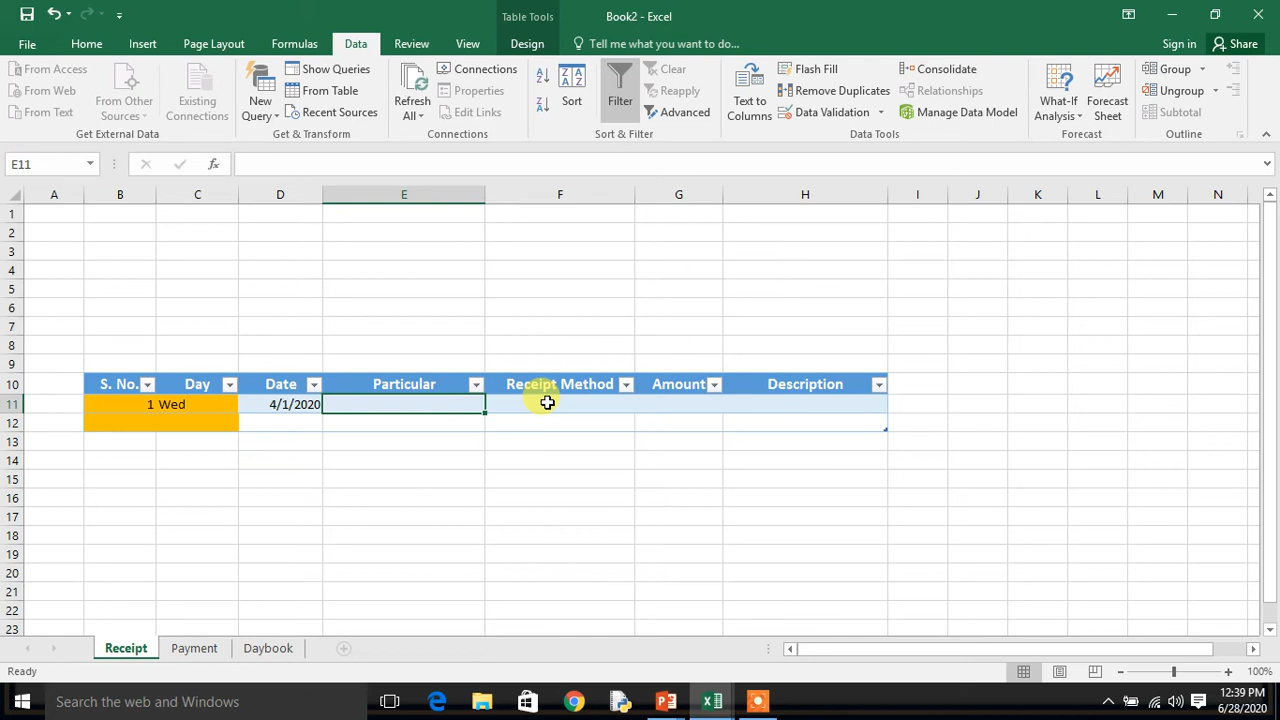 Table Tools
Book2 - Excel
File Home Insert Page Layout Formulas Data Review View Design Tell me what you want to do... Sign in Share
From Access
From Web
From Text
From Other Sources
Existing Connections
Get External Data
New Query
Show Queries
From Table
Recent Sources
Get & Transform
Refresh All
Connections
Properties
Edit Links
Connections
Sort
Filter
Clear
Reapply
Advanced
Sort & Filter
Text to Columns
Flash Fill
Remove Duplicates
Data Validation
Consolidate
Relationships
Manage Data Model
Data Tools
What-If Analysis
Forecast Sheet
Forecast
Group
Ungroup
Subtotal
Outline
E11
fx
A B C D E F G H I J K L M N
1
2
3
4
5
6
7
8
9
10 S. No. Day Date Particular Receipt Method Amount Description
11 1 Wed 4/1/2020
12
13
14
15
16
17
18
19
20
21
22
23
Receipt Payment Daybook
Ready
100%
Search the web and Windows
12:39 PM
6/28/2020